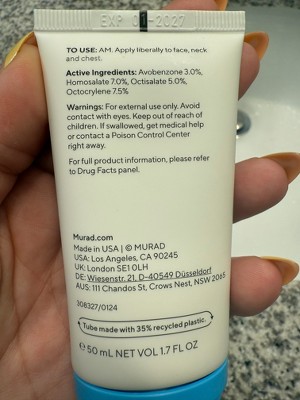 EXP 01-2027
TO USE: AM. Apply liberally to face, neck
and chest.
Active Ingredients: Avobenzone 3.0%,
Homosalate 7.0%, Octisalate 5.0%,
Octocrylene 7.5%
Warnings: For external use only. Avoid
contact with eyes. Keep out of reach of
children. If swallowed, get medical help
or contact a Poison Control Center
right away.
For full product information, please refer
to Drug Facts panel.
Murad.com
Made in USA | © MURAD
USA: Los Angeles, CA 90245
UK: London SE1 0LH
DE: Wiesenstr. 21, D-40549 Düsseldorf
AUS: 111 Chandos St, Crows Nest, NSW 2065
308327/0124
Tube made with 35% recycled plastic.
℮ 50 mL NET VOL 1.7 FL OZ